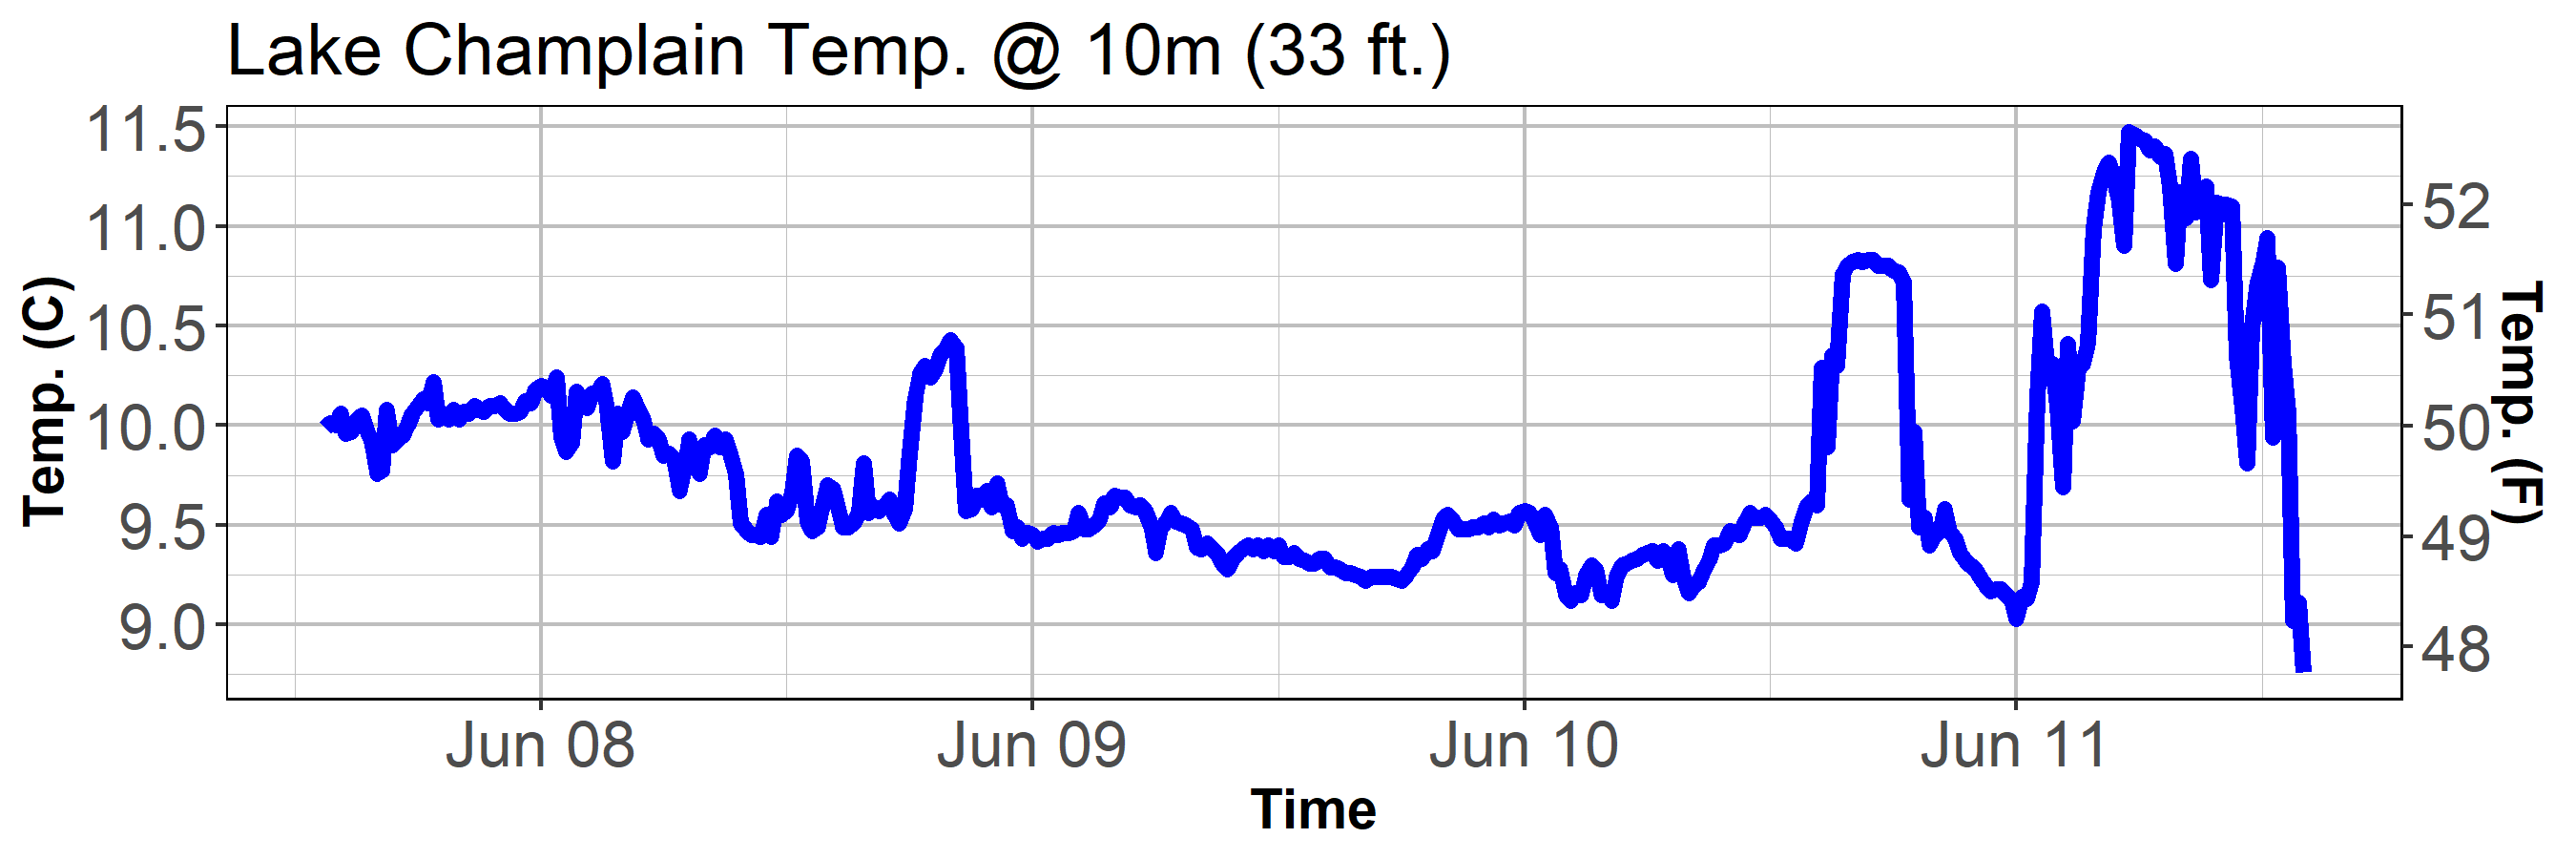 Lake Champlain Temp. @ 10m (33 ft.)
Temp. (C)
11.5
11.0
10.5
10.0
9.5
9.0
52
51
50
49
48
Temp. (F)
Jun 08 Jun 09 Jun 10 Jun 11
Time